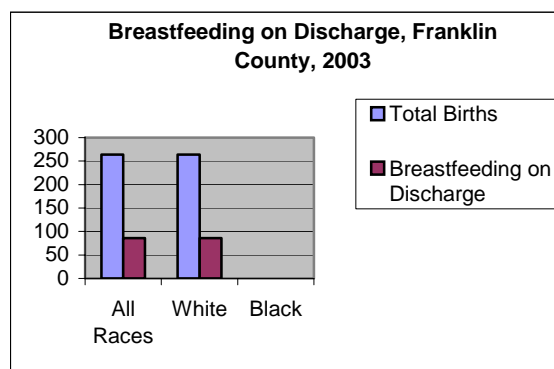 Breastfeeding on Discharge, Franklin
County, 2003
Total Births
Breastfeeding on
Discharge
300
250
200
150
100
50
0
All
Races
White
Black